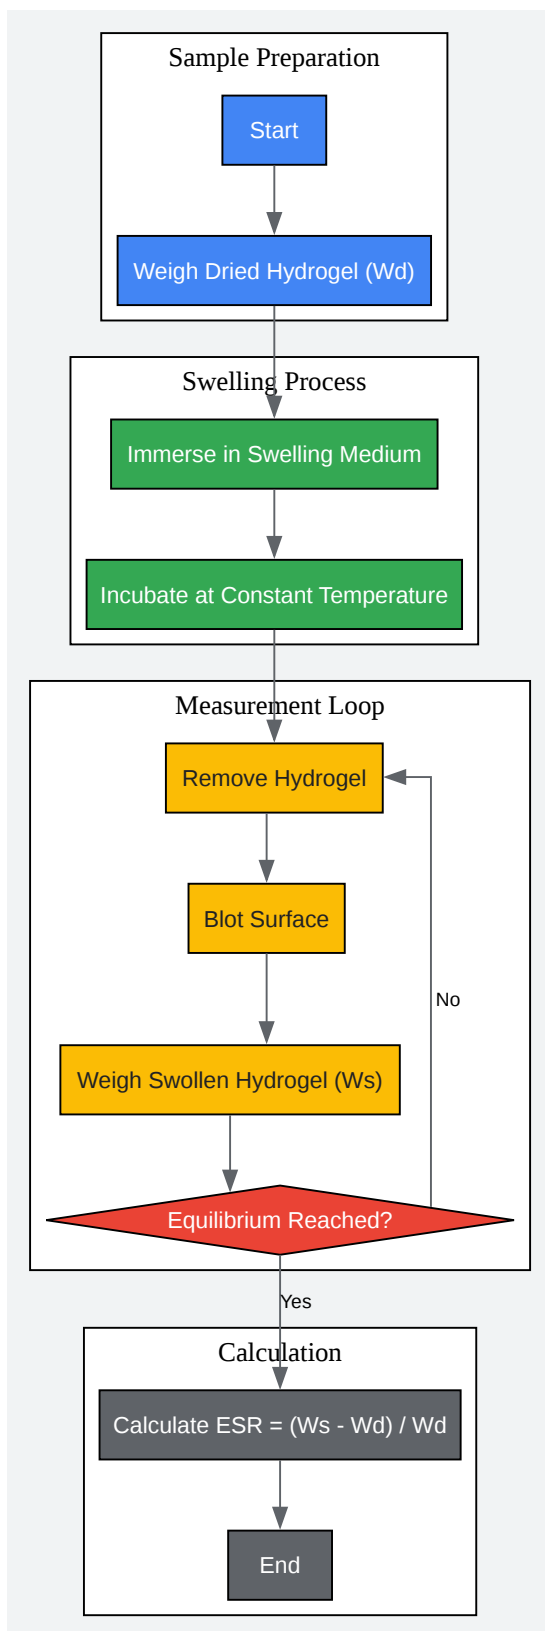 Sample Preparation
Start
Weigh Dried Hydrogel (Wd)
Swelling Process
Immerse in Swelling Medium
Incubate at Constant Temperature
Measurement Loop
Remove Hydrogel
Blot Surface
No
Weigh Swollen Hydrogel (Ws)
Equilibrium Reached?
Yes
Calculation
Calculate ESR = (Ws - Wd) / Wd
End